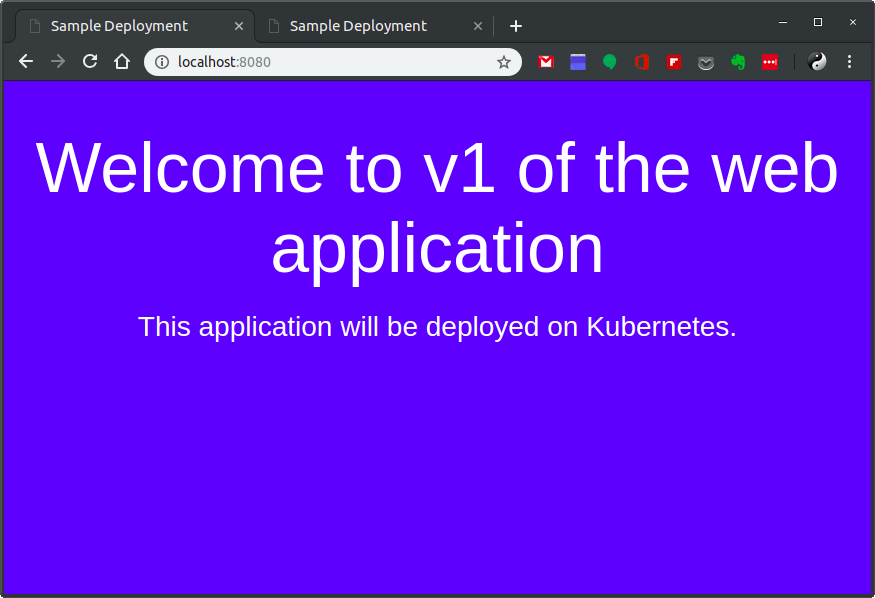 Sample Deployment
Sample Deployment
localhost:8080
Welcome to v1 of the web
application
This application will be deployed on Kubernetes.